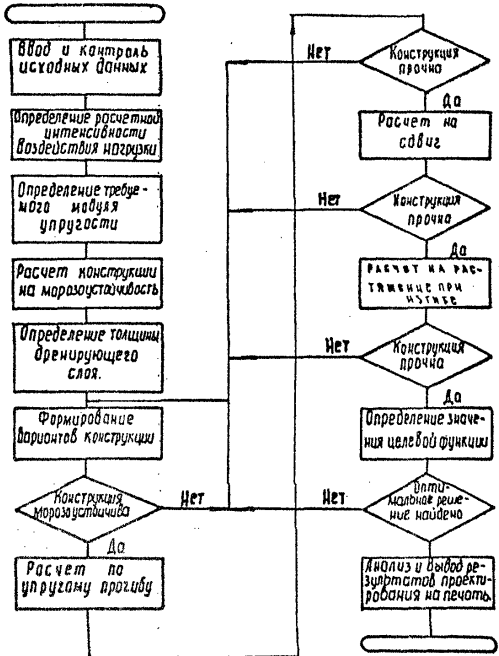 Ввод и контроль
исходных данных
Определение расчетной
интенсивности
воздействия нагрузки
Определение требуе-
мого модуля
упругости
Расчет конструкции
на морозоустойчивость
Определение толщины
дренирующего
слоя.
Формирование
вариантов конструкции
Конструкция
морозоустойчива
Нет
Да
Расчет по
упругому прогибу
Конструкция
прочна
Нет
Да
Расчет на
сдвиг
Конструкция
прочна
Нет
Да
РАСЧЕТ НА РАС-
ТЯЖЕНИЕ ПРИ
ИЗГИБЕ
Конструкция
прочна
Нет
Да
Определение значе-
ния целевой функции
Опти-
мальное реше-
ние найдено
Нет
Да
Анализ и вывод ре-
зультатов проекти-
рования на печать